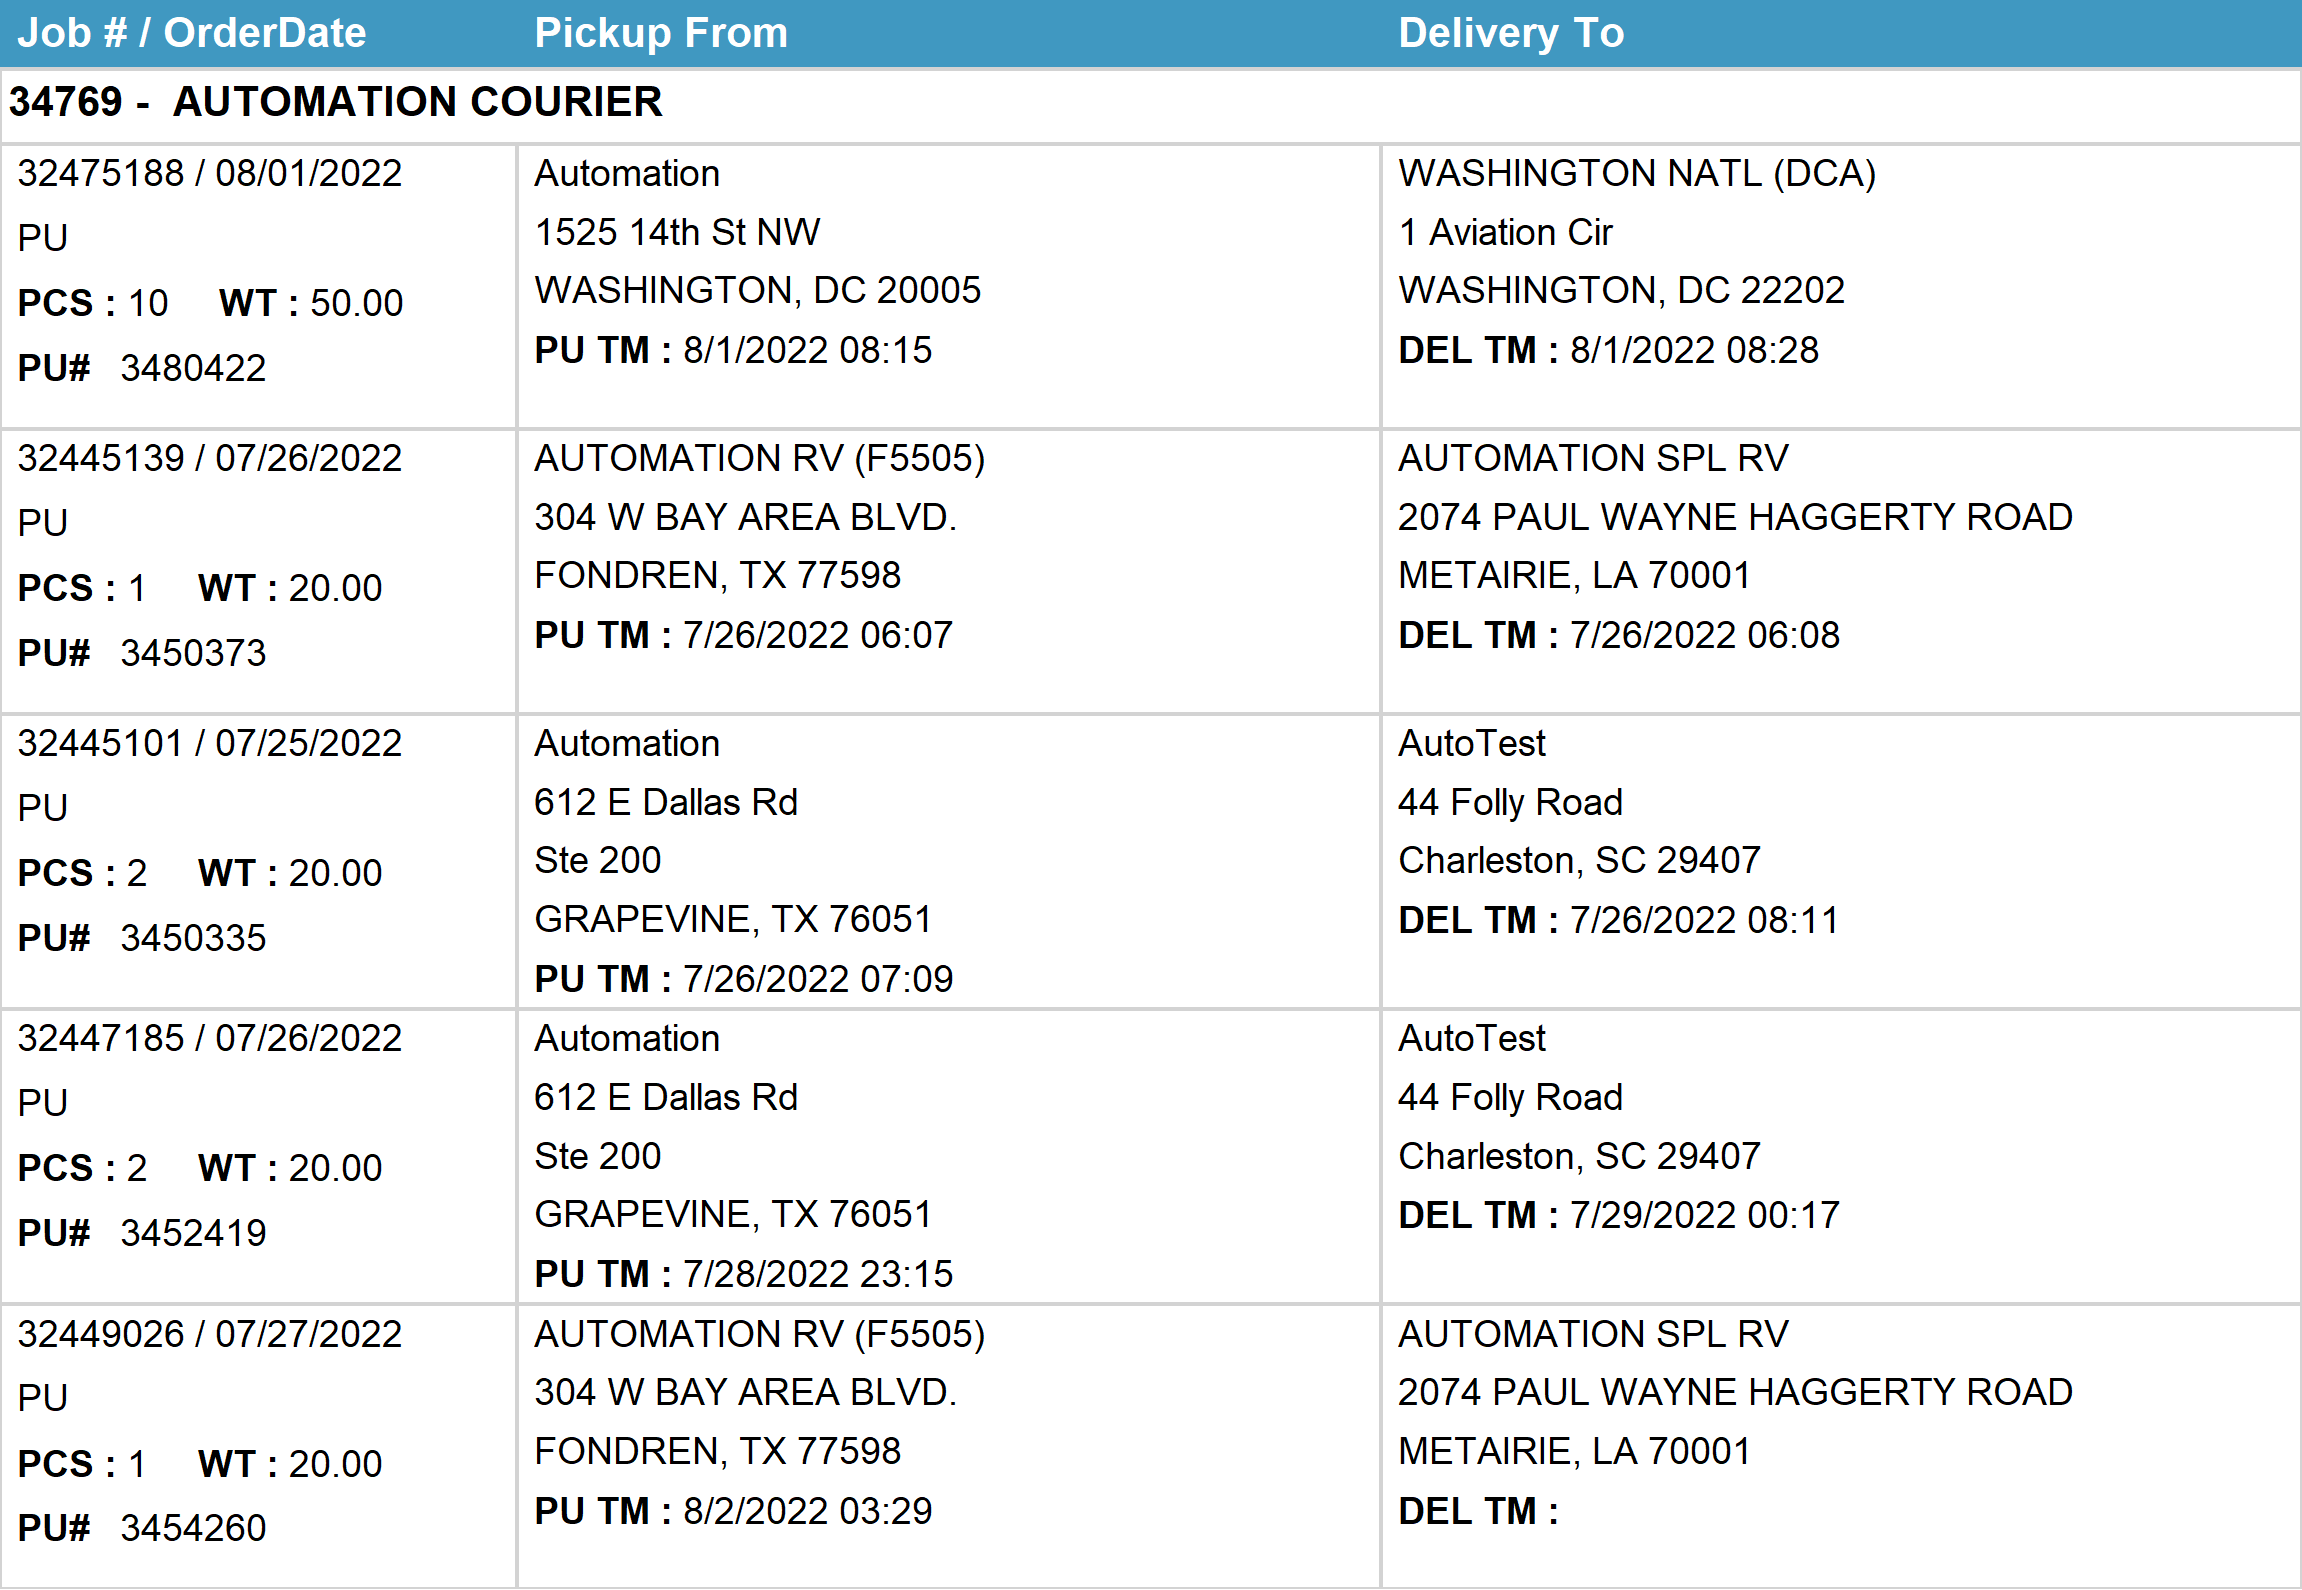 Job # / OrderDate Pickup From Delivery To
34769 - AUTOMATION COURIER
32475188 / 08/01/2022
PU
PCS : 10 WT : 50.00
PU# 3480422
Automation
1525 14th St NW
WASHINGTON, DC 20005
PU TM : 8/1/2022 08:15
WASHINGTON NATL (DCA)
1 Aviation Cir
WASHINGTON, DC 22202
DEL TM : 8/1/2022 08:28
32445139 / 07/26/2022
PU
PCS : 1 WT : 20.00
PU# 3450373
AUTOMATION RV (F5505)
304 W BAY AREA BLVD.
FONDREN, TX 77598
PU TM : 7/26/2022 06:07
AUTOMATION SPL RV
2074 PAUL WAYNE HAGGERTY ROAD
METAIRIE, LA 70001
DEL TM : 7/26/2022 06:08
32445101 / 07/25/2022
PU
PCS : 2 WT : 20.00
PU# 3450335
Automation
612 E Dallas Rd
Ste 200
GRAPEVINE, TX 76051
PU TM : 7/26/2022 07:09
AutoTest
44 Folly Road
Charleston, SC 29407
DEL TM : 7/26/2022 08:11
32447185 / 07/26/2022
PU
PCS : 2 WT : 20.00
PU# 3452419
Automation
612 E Dallas Rd
Ste 200
GRAPEVINE, TX 76051
PU TM : 7/28/2022 23:15
AutoTest
44 Folly Road
Charleston, SC 29407
DEL TM : 7/29/2022 00:17
32449026 / 07/27/2022
PU
PCS : 1 WT : 20.00
PU# 3454260
AUTOMATION RV (F5505)
304 W BAY AREA BLVD.
FONDREN, TX 77598
PU TM : 8/2/2022 03:29
AUTOMATION SPL RV
2074 PAUL WAYNE HAGGERTY ROAD
METAIRIE, LA 70001
DEL TM :